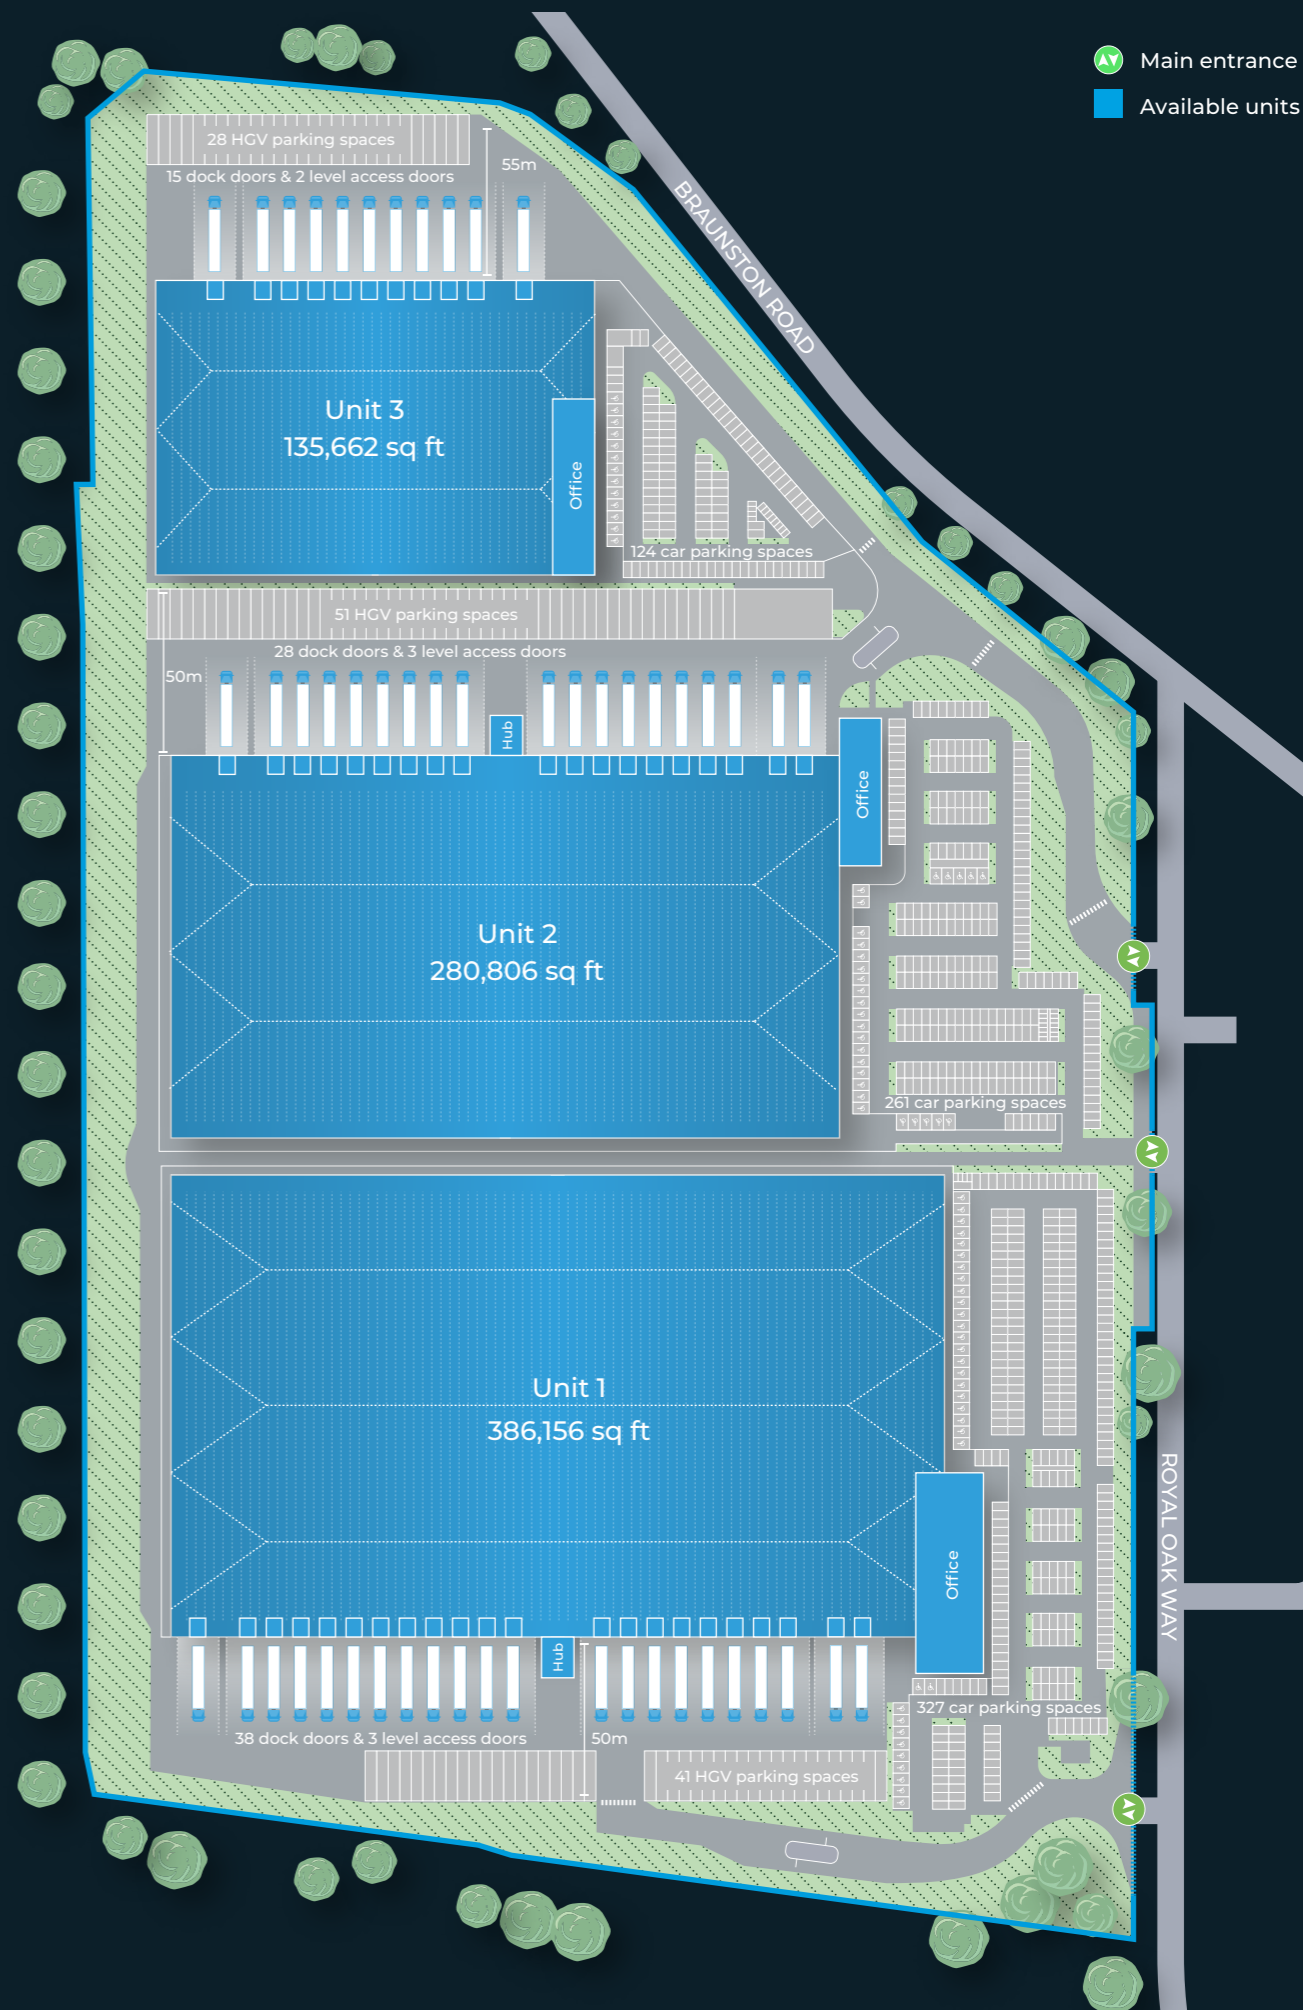 Main entrance
Available units
28 HGV parking spaces
55m
15 dock doors & 2 level access doors
BRAUNSTON ROAD
Unit 3
135,662 sq ft
Office
124 car parking spaces
51 HGV parking spaces
28 dock doors & 3 level access doors
50m
Hub
Office
Unit 2
280,806 sq ft
261 car parking spaces
Unit 1
386,156 sq ft
ROYAL OAK WAY
Office
Hub
327 car parking spaces
38 dock doors & 3 level access doors
50m
41 HGV parking spaces